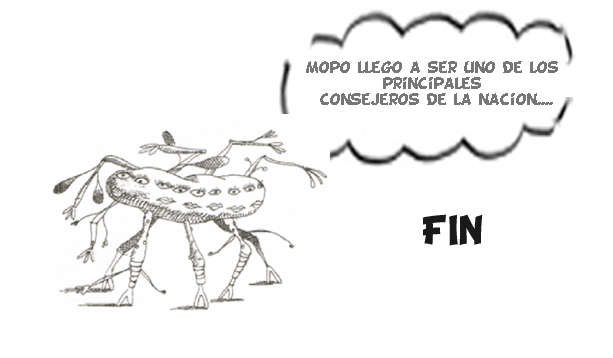 MOPO LLEGO A SER UNO DE LOS
PRINCIPALES
CONSEJEROS DE LA NACION....
FIN